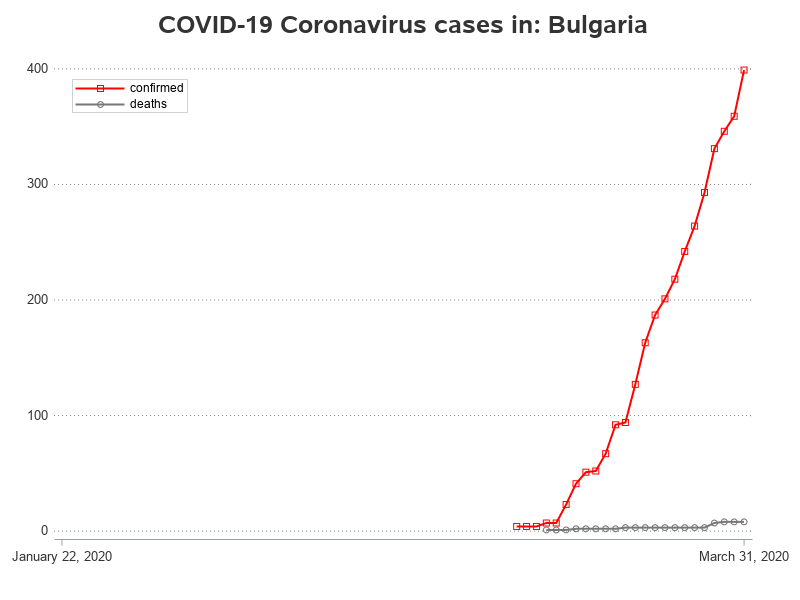 COVID-19 Coronavirus cases in: Bulgaria
400
confirmed
deaths
300
200
100
0
January 22, 2020
March 31, 2020